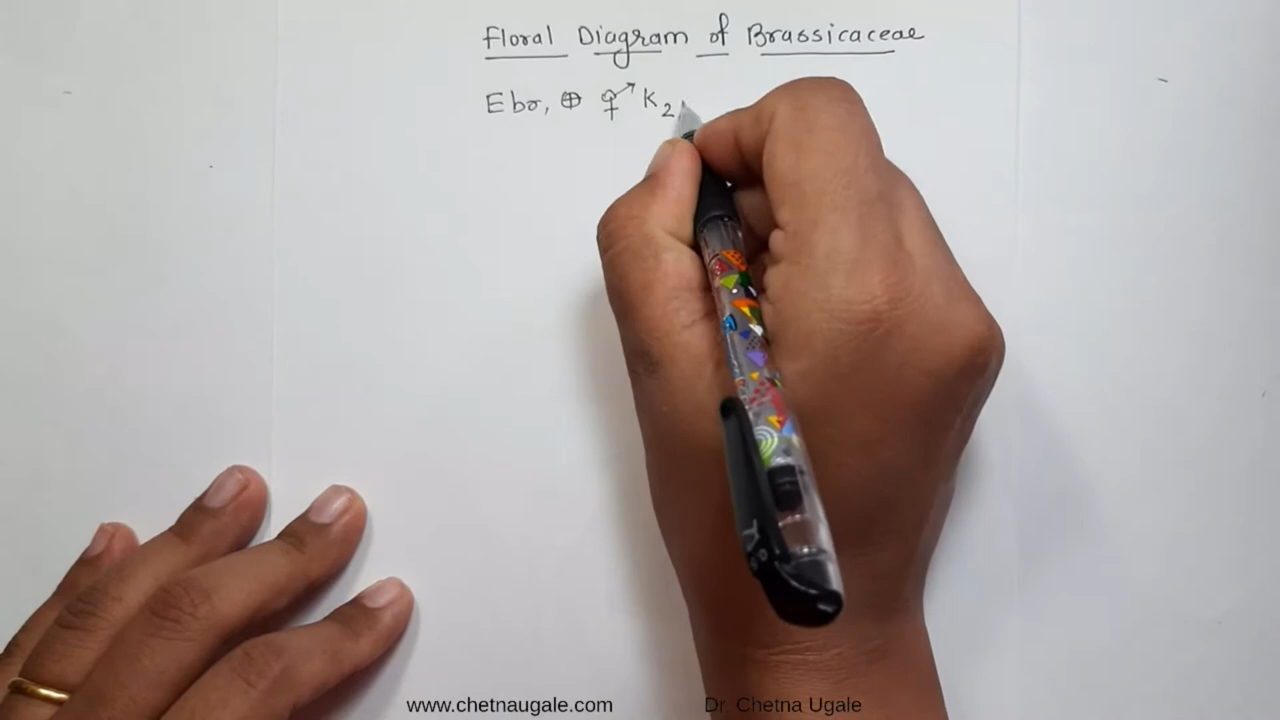 Floral Diagram of Brassicaceae
Ebr, ⊕ ⚥ K2
www.chetnaugale.com Dr. Chetna Ugale